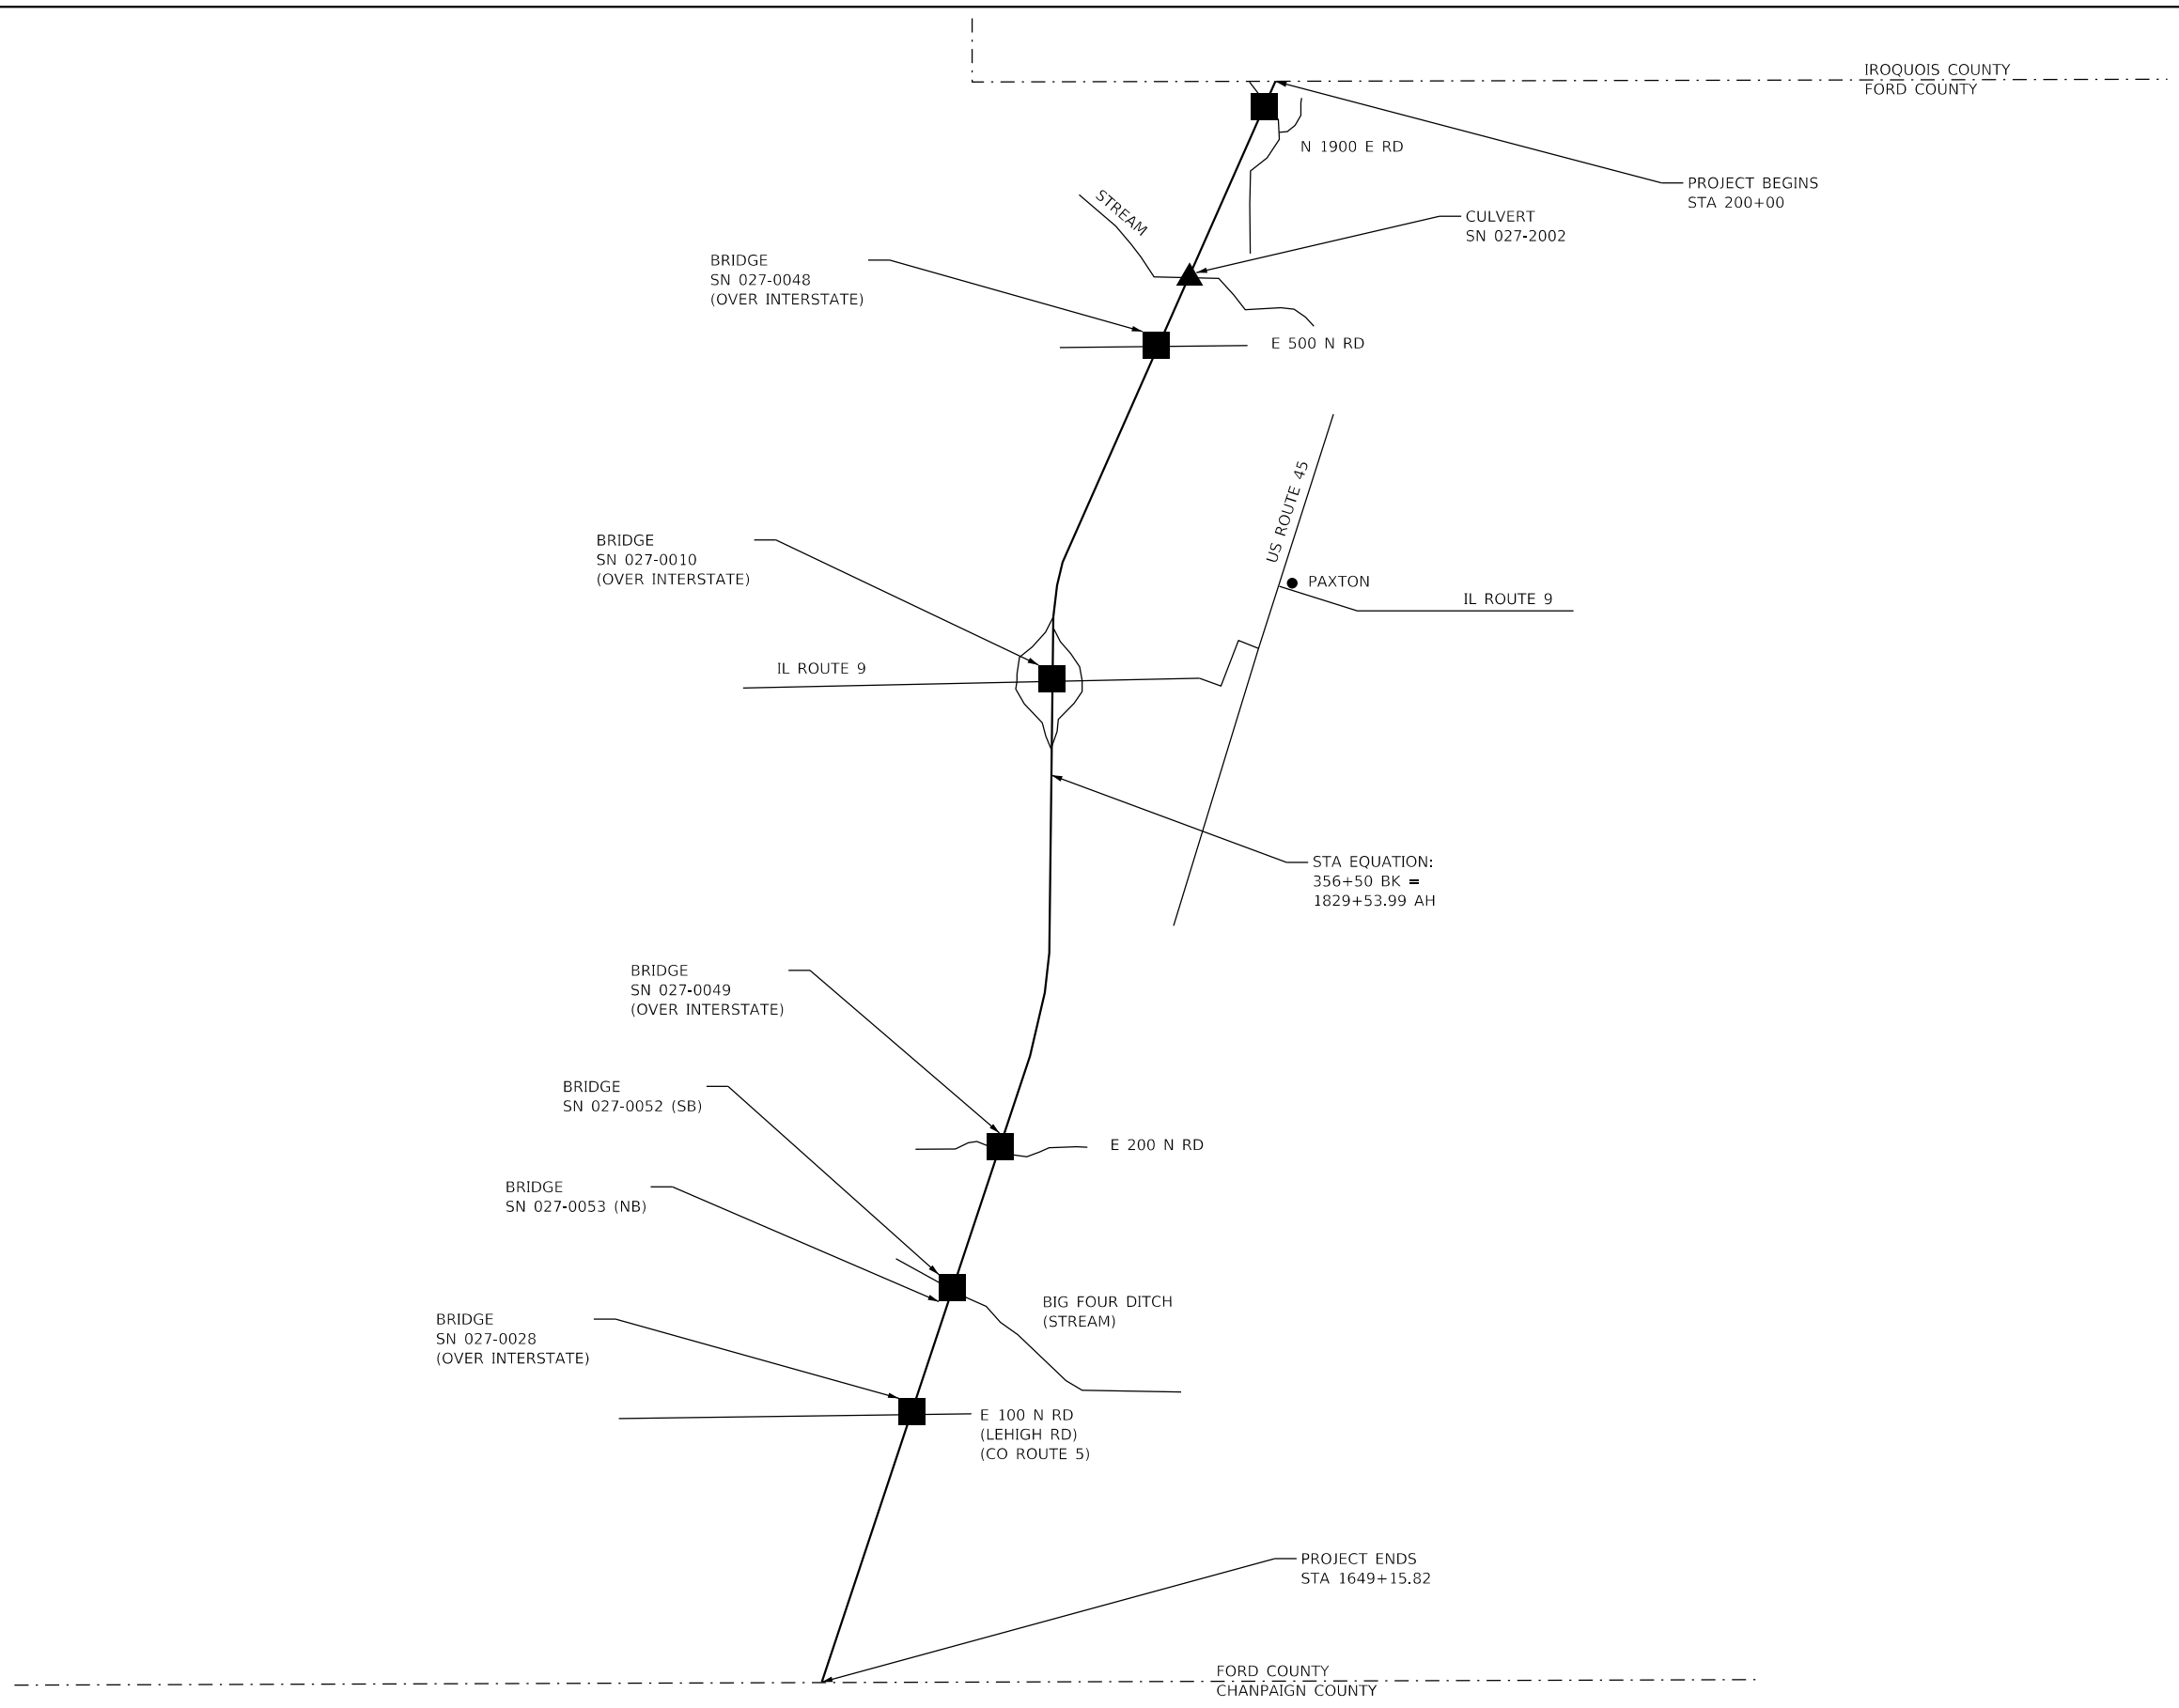 IROQUOIS COUNTY
FORD COUNTY
N 1900 E RD
PROJECT BEGINS
STA 200+00
STREAM
CULVERT
SN 027-2002
BRIDGE
SN 027-0048
(OVER INTERSTATE)
E 500 N RD
US ROUTE 45
BRIDGE
SN 027-0010
(OVER INTERSTATE)
PAXTON
IL ROUTE 9
IL ROUTE 9
STA EQUATION:
356+50 BK =
1829+53.99 AH
BRIDGE
SN 027-0049
(OVER INTERSTATE)
BRIDGE
SN 027-0052 (SB)
E 200 N RD
BRIDGE
SN 027-0053 (NB)
BIG FOUR DITCH
(STREAM)
BRIDGE
SN 027-0028
(OVER INTERSTATE)
E 100 N RD
(LEHIGH RD)
(CO ROUTE 5)
PROJECT ENDS
STA 1649+15.82
FORD COUNTY
CHANPAIGN COUNTY